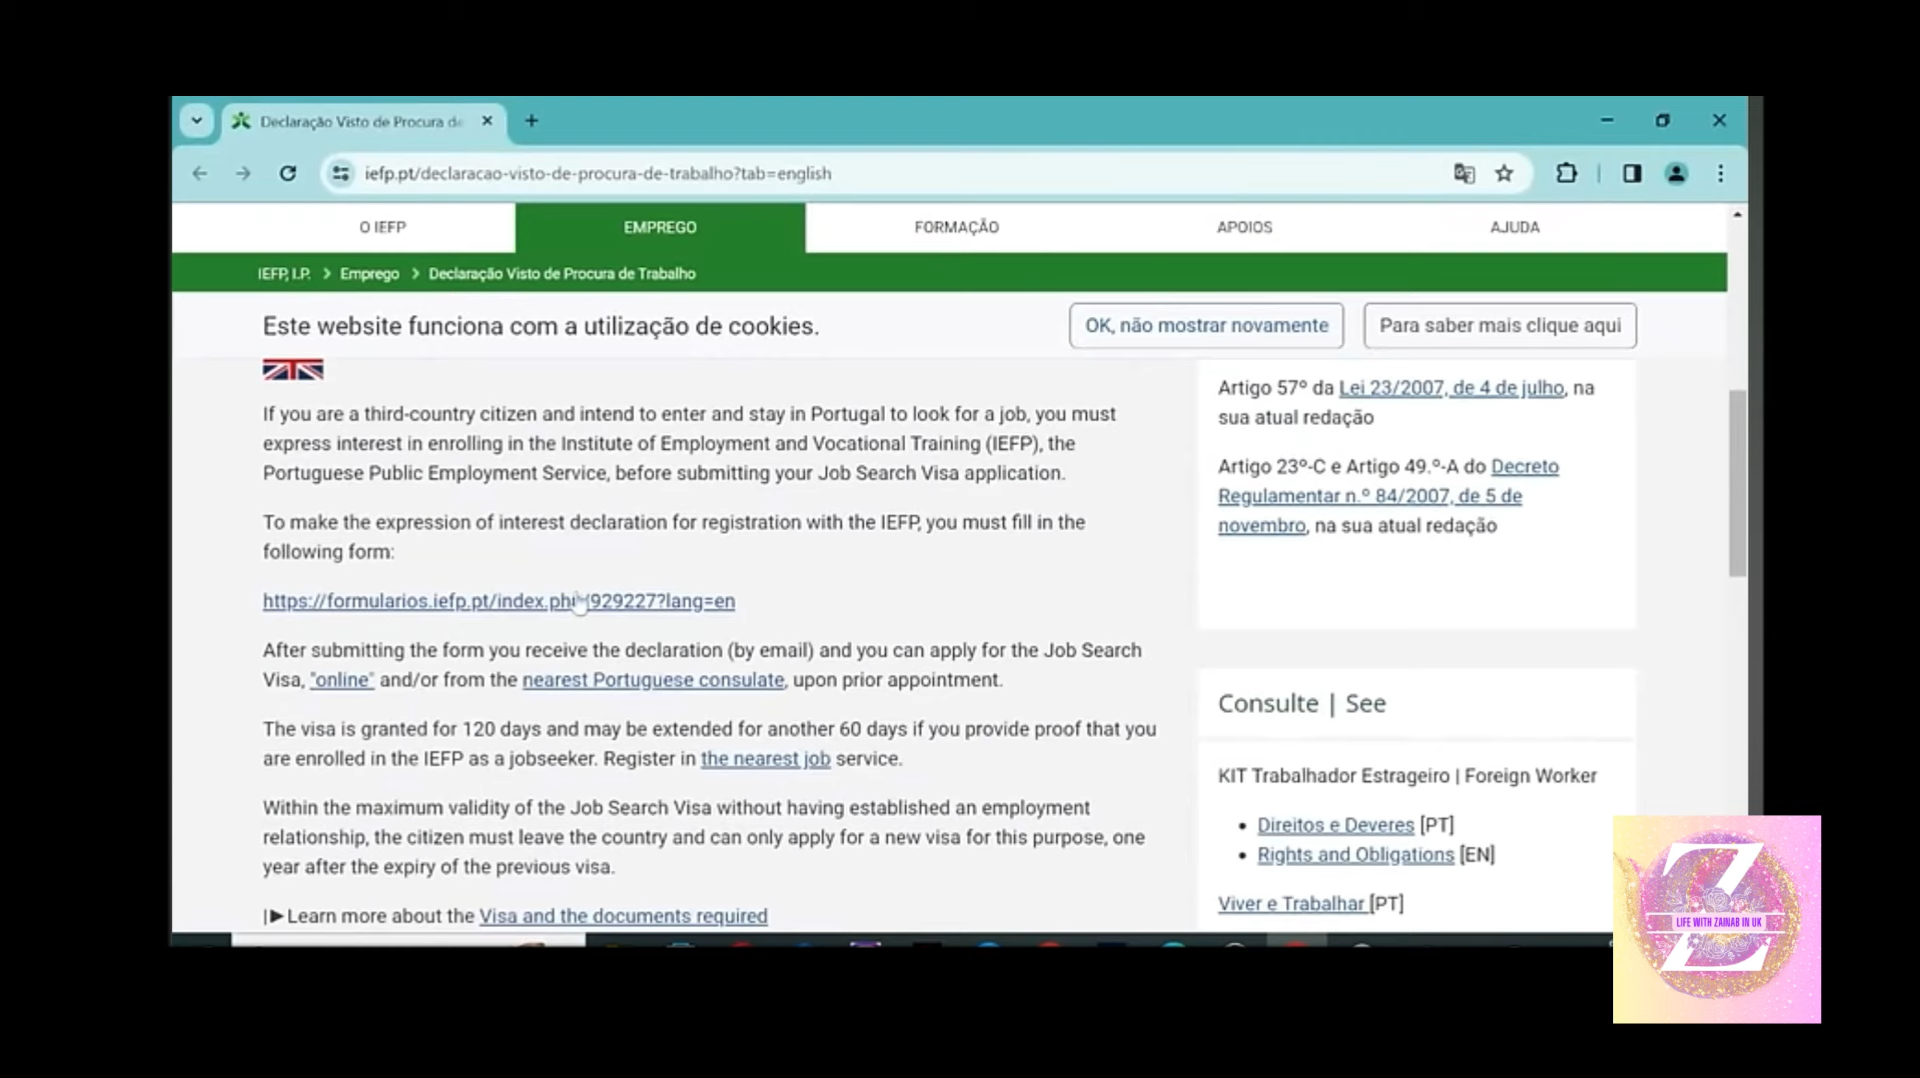 Declaração Visto de Procura de
iefp.pt/declaracao-visto-de-procura-de-trabalho?tab=english
O IEFP
EMPREGO
FORMAÇÃO
APOIOS
AJUDA
IEFP, I.P. > Emprego > Declaração Visto de Procura de Trabalho
Este website funciona com a utilização de cookies.
OK, não mostrar novamente
Para saber mais clique aqui
If you are a third-country citizen and intend to enter and stay in Portugal to look for a job, you must
express interest in enrolling in the Institute of Employment and Vocational Training (IEFP), the
Portuguese Public Employment Service, before submitting your Job Search Visa application.
To make the expression of interest declaration for registration with the IEFP, you must fill in the
following form:
https://formularios.iefp.pt/index.ph 929227?lang=en
After submitting the form you receive the declaration (by email) and you can apply for the Job Search
Visa, "online" and/or from the nearest Portuguese consulate, upon prior appointment.
The visa is granted for 120 days and may be extended for another 60 days if you provide proof that you
are enrolled in the IEFP as a jobseeker. Register in the nearest job service.
Within the maximum validity of the Job Search Visa without having established an employment
relationship, the citizen must leave the country and can only apply for a new visa for this purpose, one
year after the expiry of the previous visa.
|▶Learn more about the Visa and the documents required
Artigo 57º da Lei 23/2007, de 4 de julho, na
sua atual redação
Artigo 23º-C e Artigo 49.º-A do Decreto
Regulamentar n.º 84/2007, de 5 de
novembro, na sua atual redação
Consulte | See
KIT Trabalhador Estrageiro | Foreign Worker
• Direitos e Deveres [PT]
• Rights and Obligations [EN]
Viver e Trabalhar [PT]
Z
LIFE WITH ZAINAB IN UK